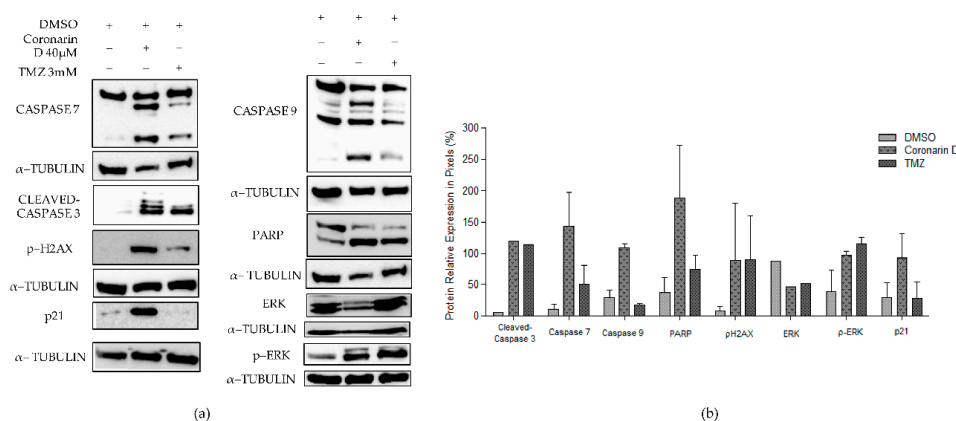 DMSO + + +
Coronarin
D 40µM – + –
TMZ 3mM – – +
CASPASE 7
α–TUBULIN
CLEAVED-
CASPASE 3
p–H2AX
α–TUBULIN
p21
α– TUBULIN
+ + +
– + –
– – +
CASPASE 9
α–TUBULIN
PARP
α– TUBULIN
ERK
α–TUBULIN
p–ERK
α–TUBULIN
(a)
Protein Relative Expression in Pixels (%)
300
250
200
150
100
50
0
DMSO
Coronarin D
TMZ
Cleaved-
Caspase 3
Caspase 7
Caspase 9
PARP
pH2AX
ERK
p-ERK
p21
(b)